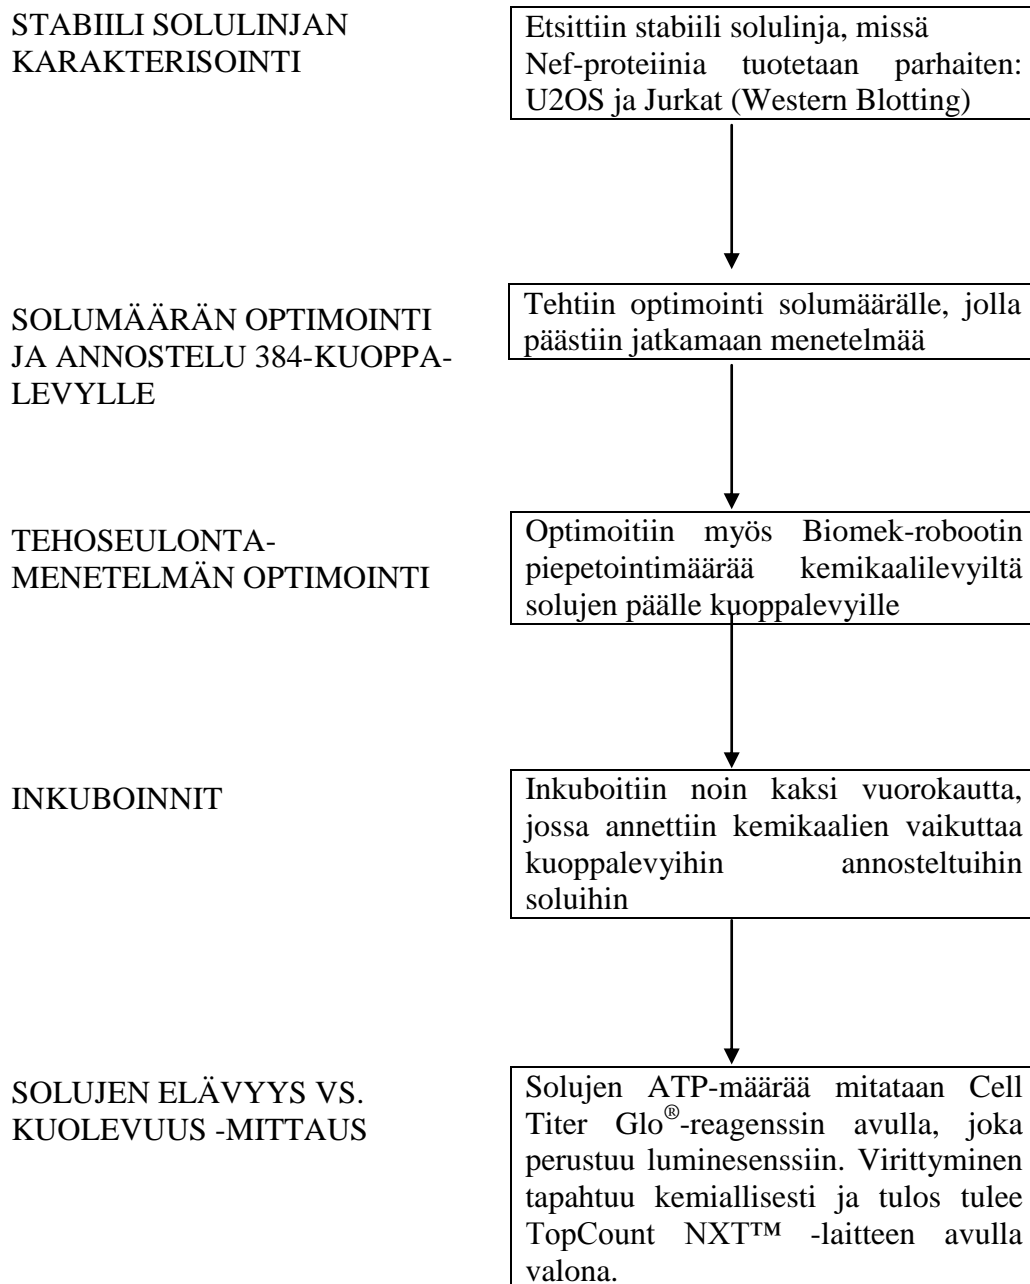 STABIILI SOLULINJAN
KARAKTERISOINTI
Etsittiin stabiili solulinja, missä
Nef-proteiinia tuotetaan parhaiten:
U2OS ja Jurkat (Western Blotting)
SOLUMÄÄRÄN OPTIMOINTI
JA ANNOSTELU 384-KUOPPA-
LEVYLLE
Tehtiin optimointi solumäärälle, jolla
päästiin jatkamaan menetelmää
TEHOSEULONTA-
MENETELMÄN OPTIMOINTI
Optimoitiin myös Biomek-robootin
piepetointimäärää kemikaalilevyiltä
solujen päälle kuoppalevyille
INKUBOINNIT
Inkuboitiin noin kaksi vuorokautta,
jossa annettiin kemikaalien vaikuttaa
kuoppalevyihin annosteltuihin
soluihin
SOLUJEN ELÄVYYS VS.
KUOLEVUUS -MITTAUS
Solujen ATP-määrää mitataan Cell
Titer Glo®-reagenssin avulla, joka
perustuu luminesenssiin. Virittyminen
tapahtuu kemiallisesti ja tulos tulee
TopCount NXT™ -laitteen avulla
valona.